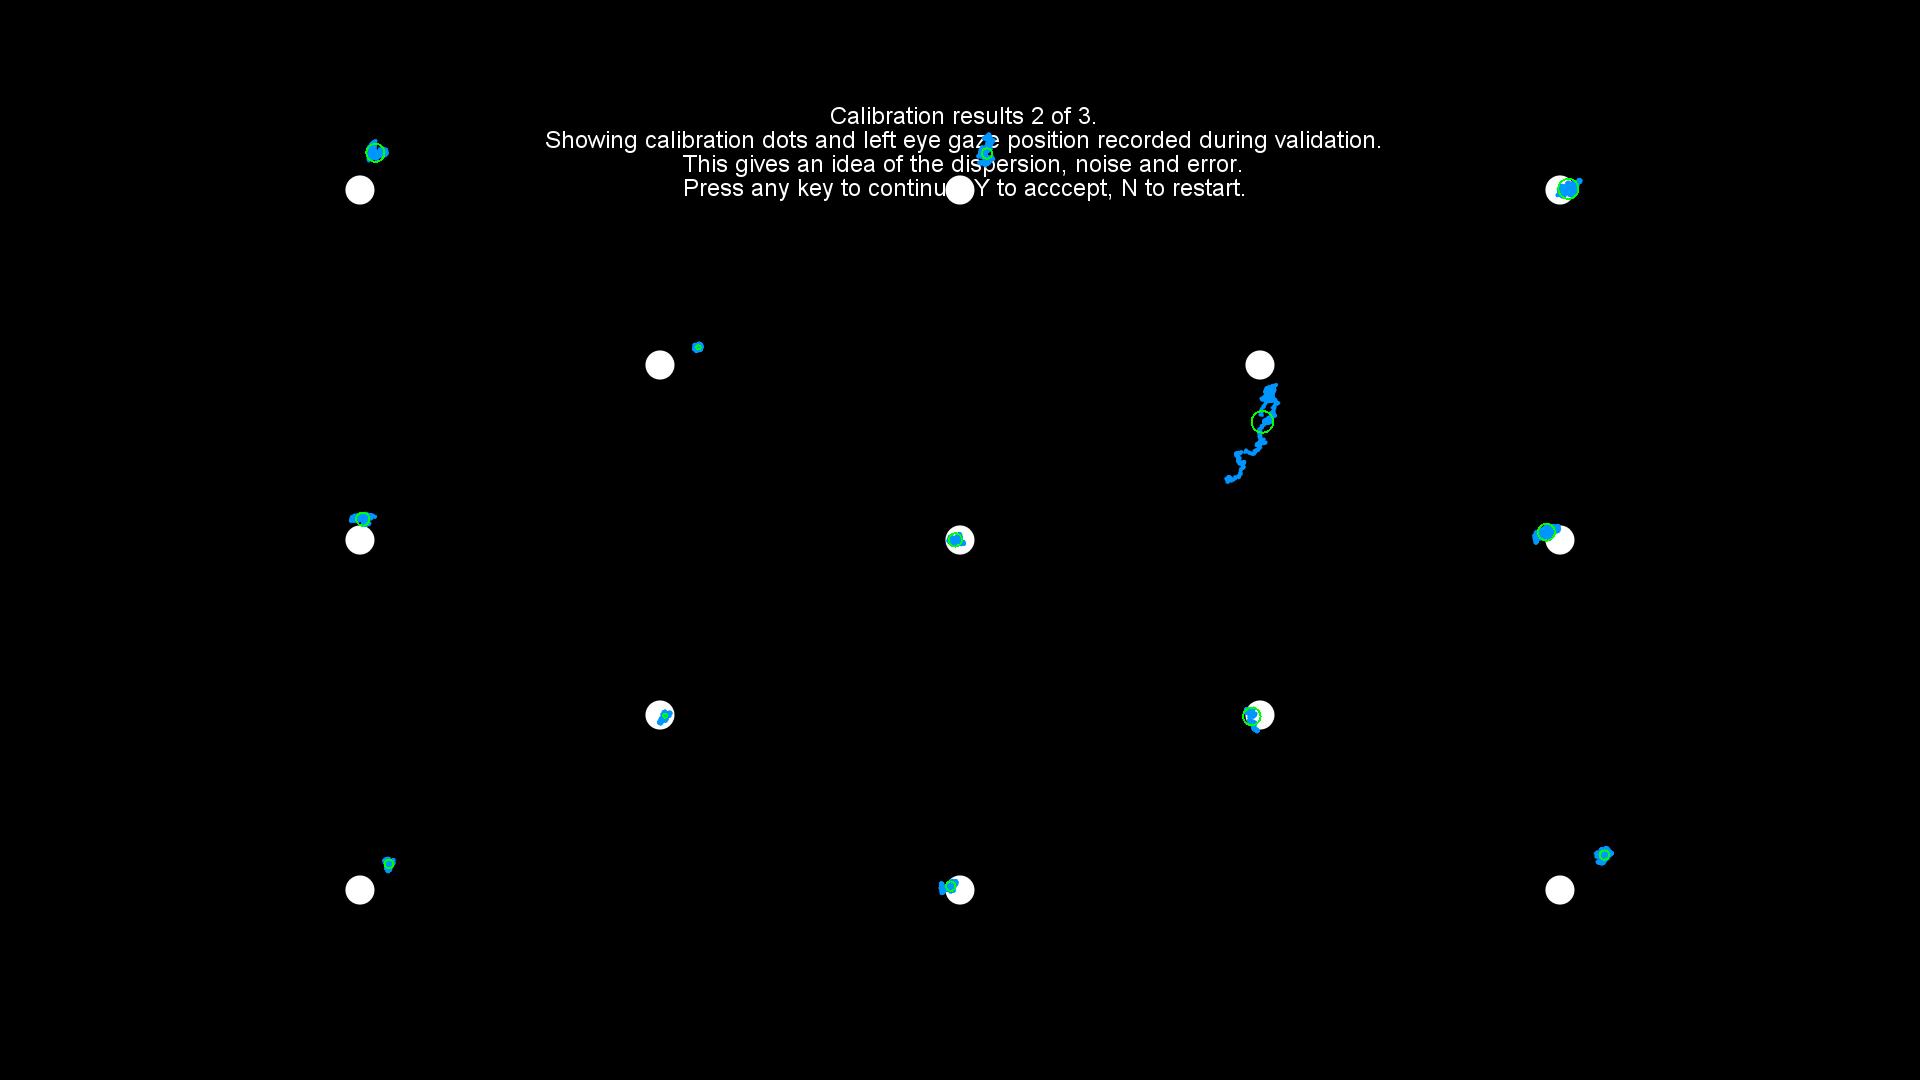 Calibration results 2 of 3.
Showing calibration dots and left eye gaze position recorded during validation.
This gives an idea of the dispersion, noise and error.
Press any key to continu Y to acccept, N to restart.